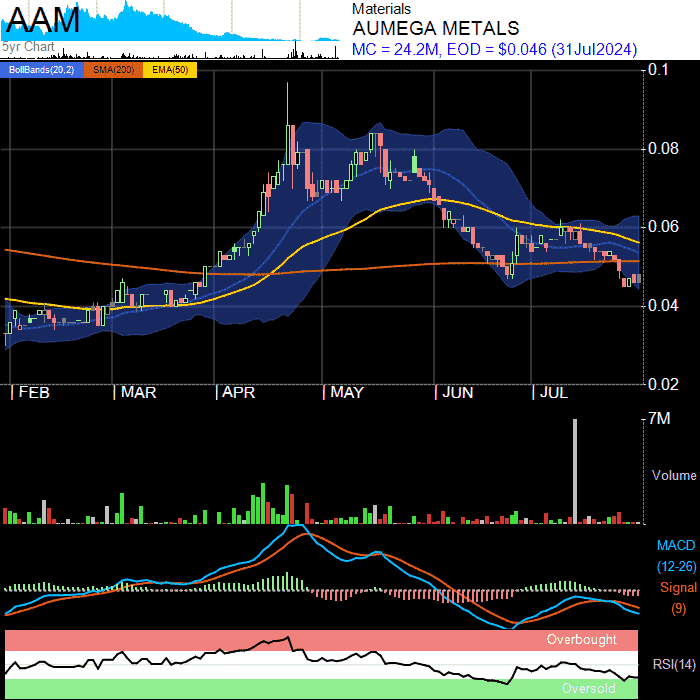 AAM
5yr Chart
Materials
AUMEGA METALS
MC = 24.2M, EOD = $0.046 (31Jul2024)
BollBands(20,2) SMA(200) EMA(50)
0.1
0.08
0.06
0.04
0.02
FEB MAR APR MAY JUN JUL
7M
Volume
MACD
(12-26)
Signal
(9)
Overbought
RSI(14)
Oversold